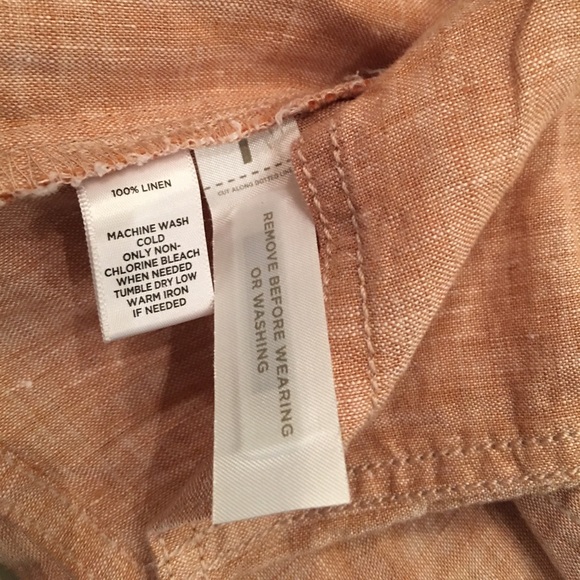 100% LINEN
MACHINE WASH
COLD
ONLY NON-
CHLORINE BLEACH
WHEN NEEDED
TUMBLE DRY LOW
WARM IRON
IF NEEDED
CUT ALONG DOTTED LINE
REMOVE BEFORE WEARING
OR WASHING